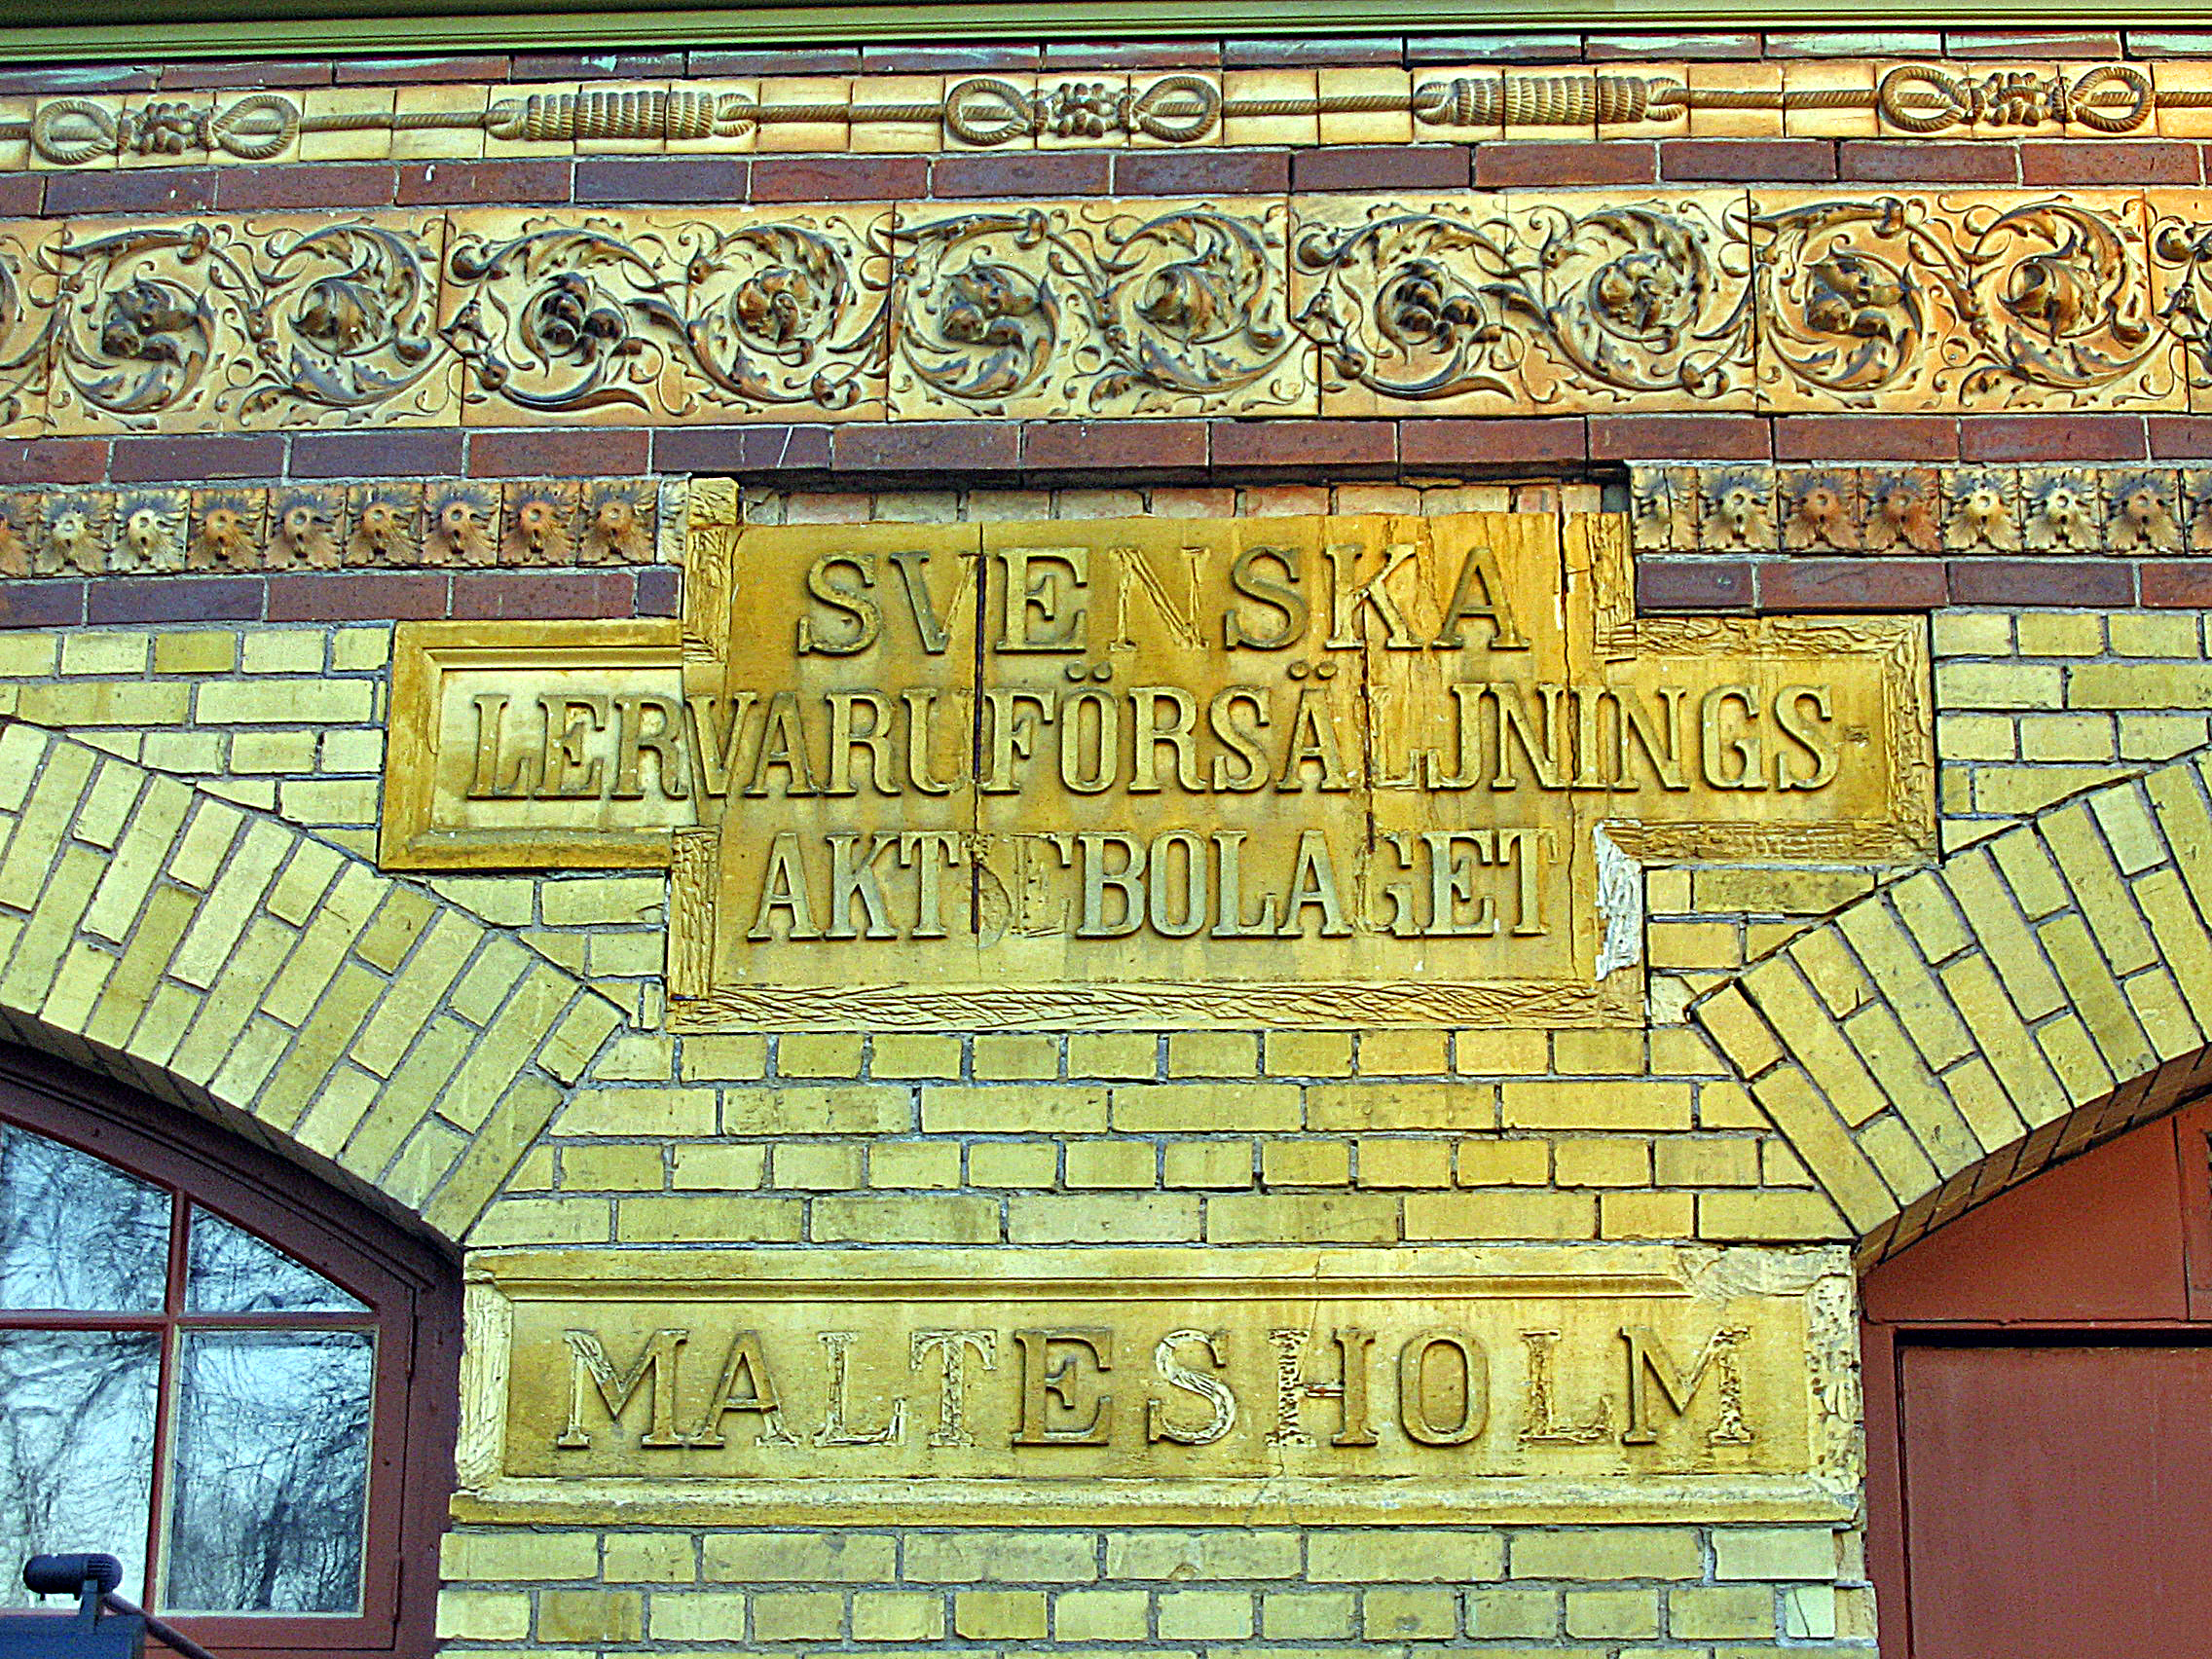 SVENSKA
LERVARUFÖRSÄLJNINGS-
AKTIEBOLAGET
MALTESHOLM